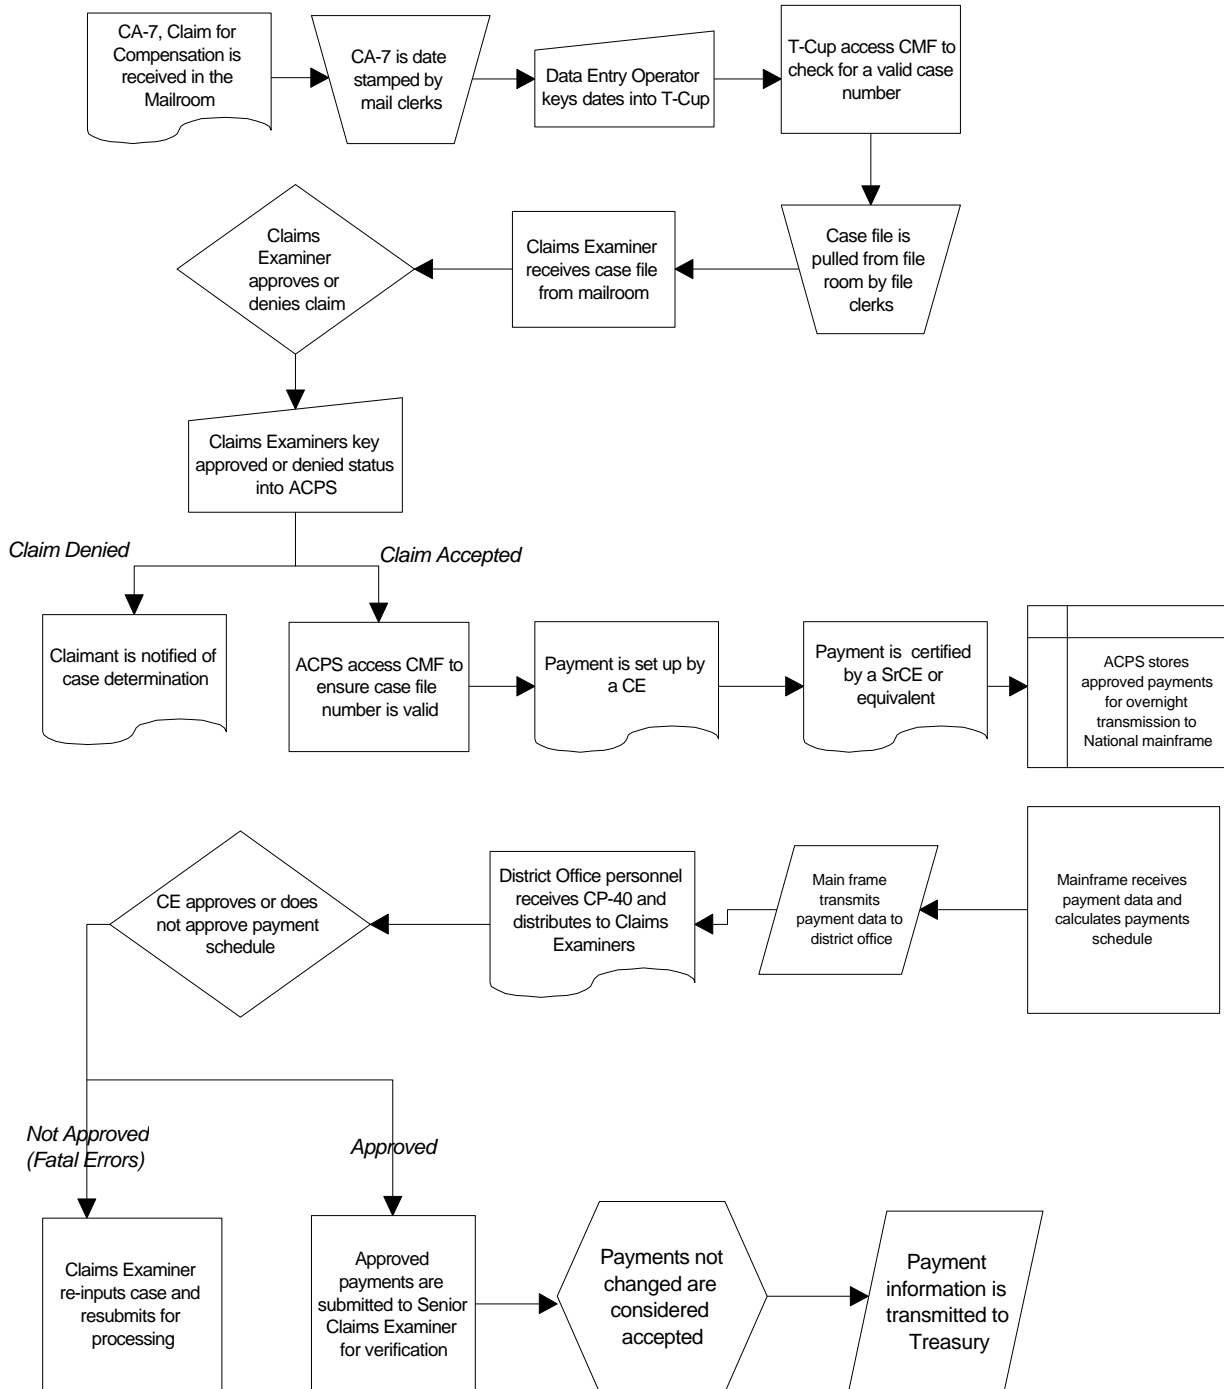 CA-7, Claim for
Compensation is
received in the
Mailroom
CA-7 is date
stamped by
mail clerks
Data Entry Operator
keys dates into T-Cup
T-Cup access CMF to
check for a valid case
number
Claims
Examiner
approves or
denies claim
Claims Examiner
receives case file
from mailroom
Case file is
pulled from file
room by file
clerks
Claims Examiners key
approved or denied status
into ACPS
Claim Denied
Claim Accepted
Claimant is notified of
case determination
ACPS access CMF to
ensure case file
number is valid
Payment is set up by
a CE
Payment is certified
by a SrCE or
equivalent
ACPS stores
approved payments
for overnight
transmission to
National mainframe
CE approves or does
not approve payment
schedule
District Office personnel
receives CP-40 and
distributes to Claims
Examiners
Main frame
transmits
payment data to
district office
Mainframe receives
payment data and
calculates payments
schedule
Not Approved
(Fatal Errors)
Approved
Claims Examiner
re-inputs case and
resubmits for
processing
Approved
payments are
submitted to Senior
Claims Examiner
for verification
Payments not
changed are
considered
accepted
Payment
information is
transmitted to
Treasury